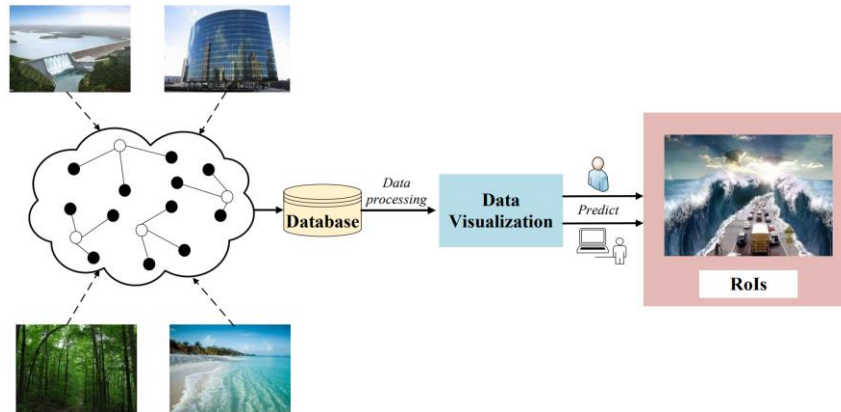 Database
Data
processing
Data
Visualization
Predict
RoIs